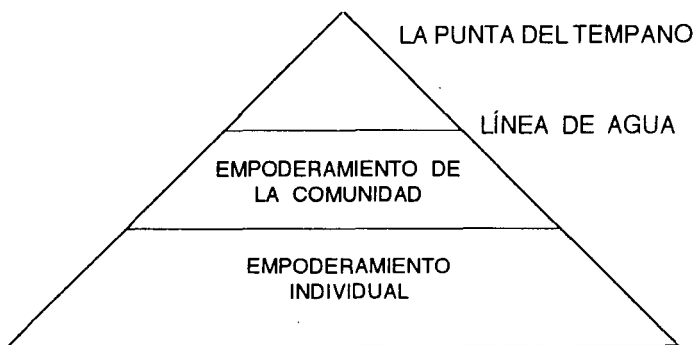 LA PUNTA DEL TEMPANO
LÍNEA DE AGUA
EMPODERAMIENTO DE
LA COMUNIDAD
EMPODERAMIENTO
INDIVIDUAL